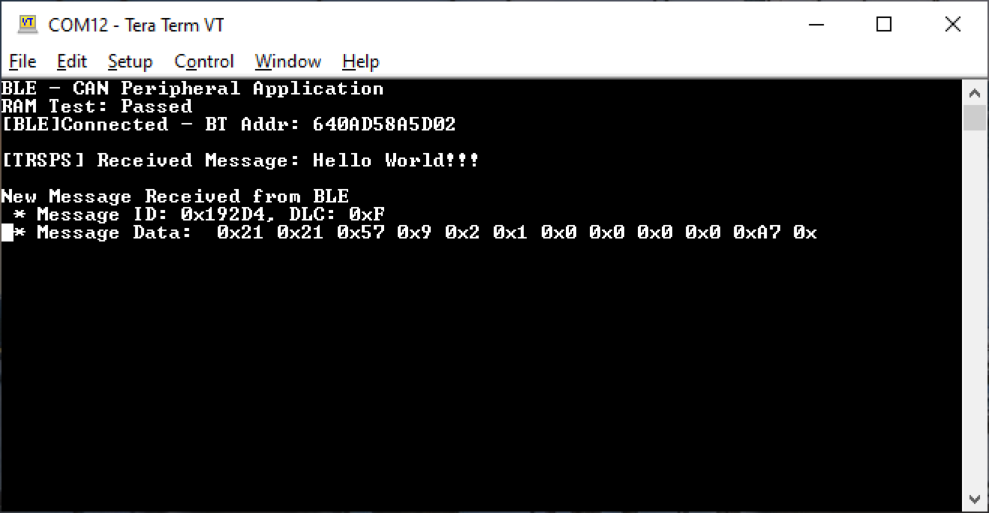 VT
COM12 - Tera Term VT
File Edit Setup Control Window Help
BLE - CAN Peripheral Application
RAM Test: Passed
[BLE]Connected - BT Addr: 640AD58A5D02
[TRSPS] Received Message: Hello World!!!
New Message Received from BLE
* Message ID: 0x192D4, DLC: 0xF
* Message Data:  0x21 0x21 0x57 0x9 0x2 0x1 0x0 0x0 0x0 0x0 0xA7 0x